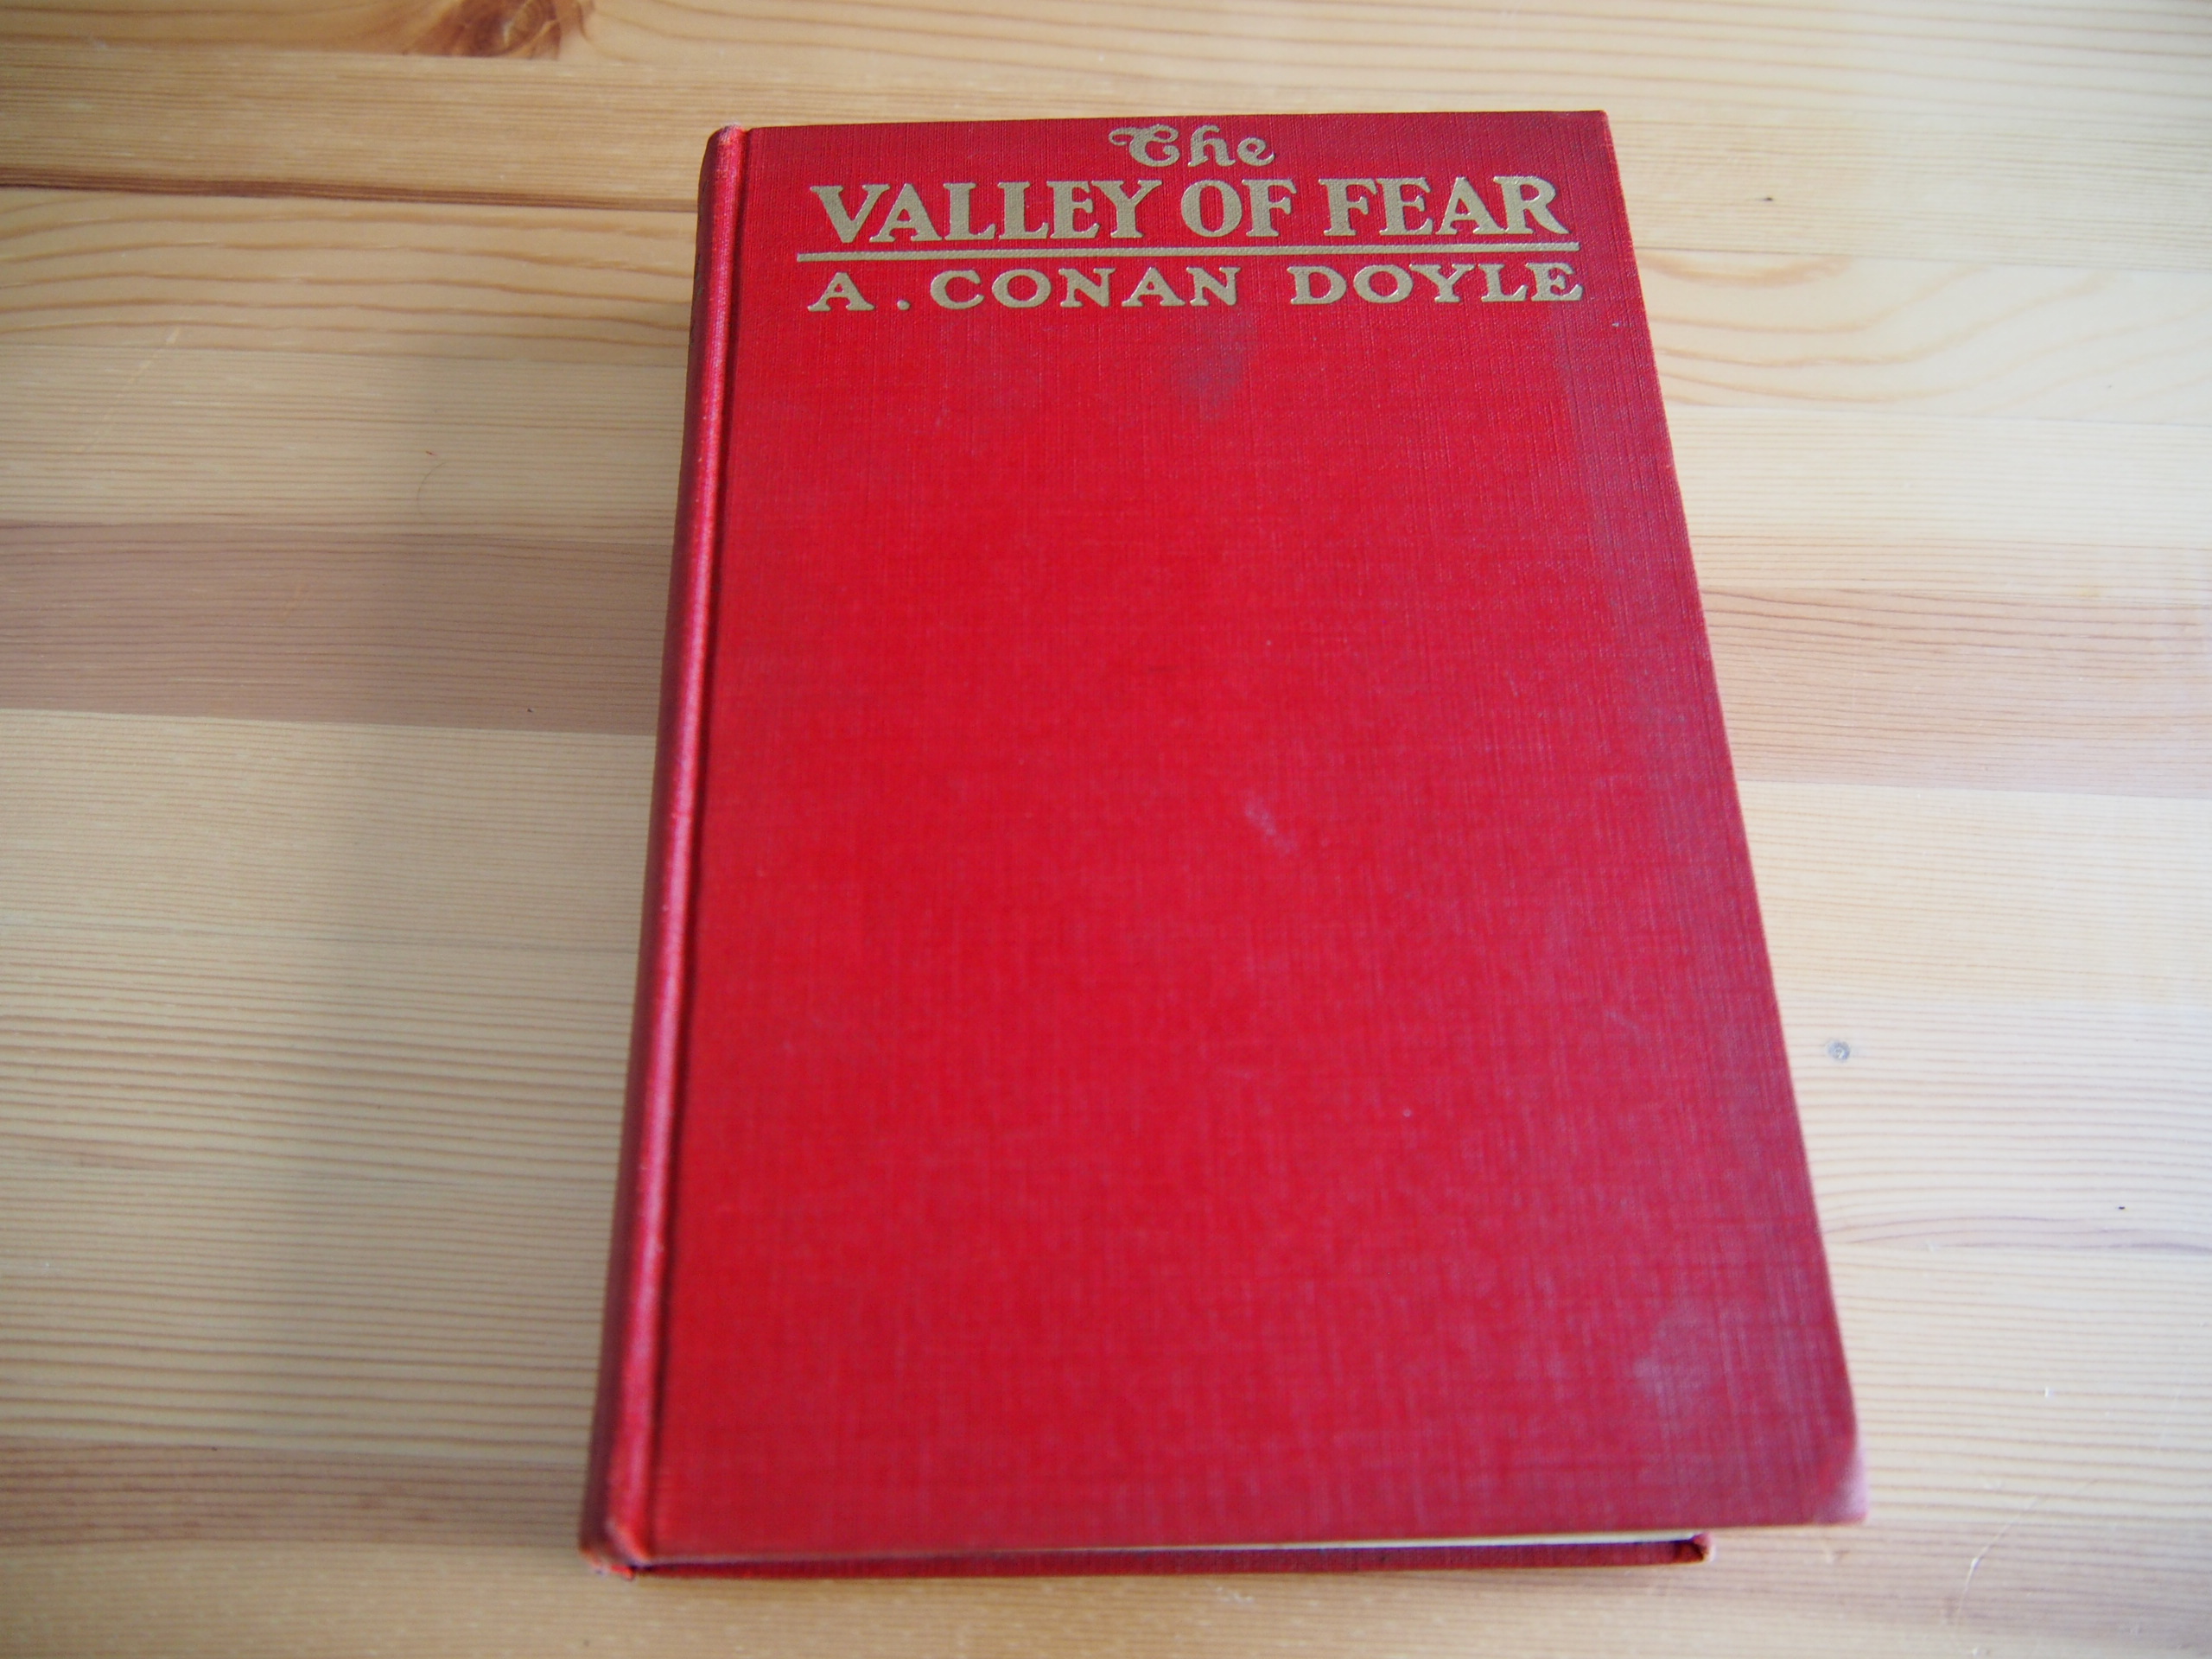 The
VALLEY OF FEAR
A. CONAN DOYLE